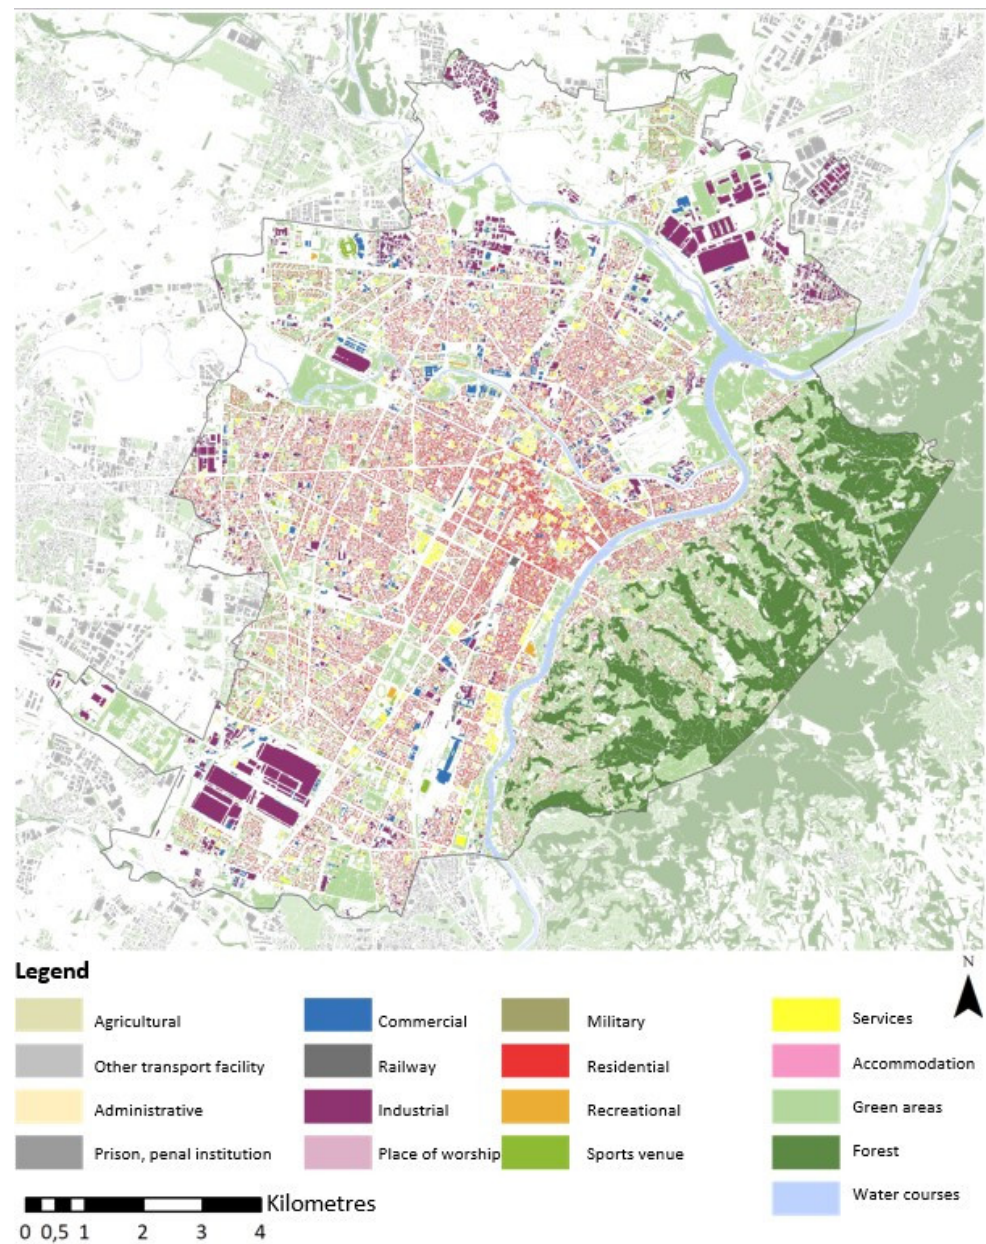 Legend
N
Agricultural
Commercial
Military
Services
Other transport facility
Railway
Residential
Accommodation
Administrative
Industrial
Recreational
Green areas
Prison, penal institution
Place of worship
Sports venue
Forest
Water courses
Kilometres
0 0,5 1 2 3 4